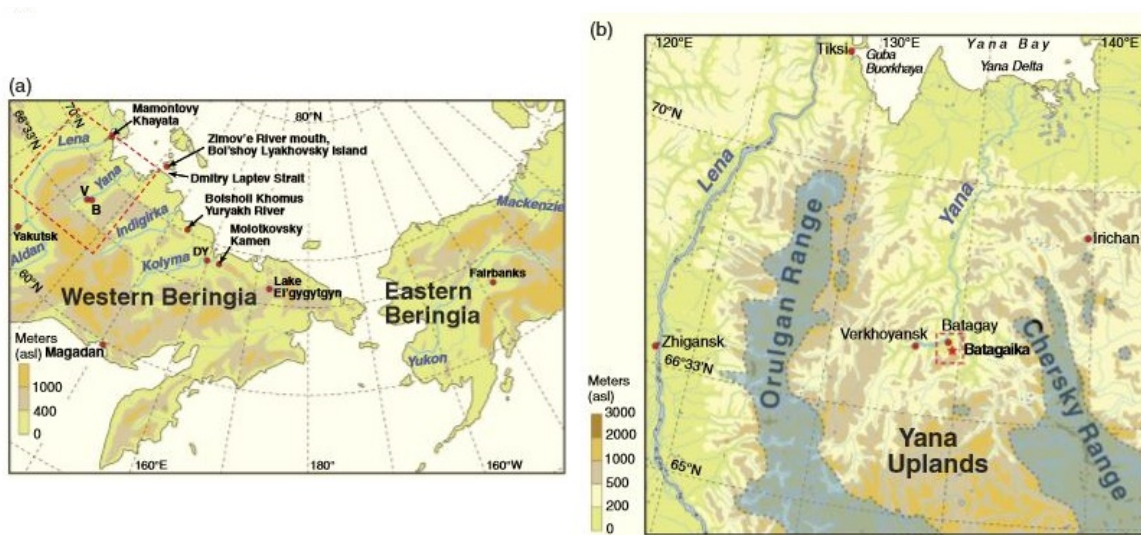 (a)
80°N
70°N
66°33'N
60°N
Mamontovy
Khayata
Zimov'e River mouth,
Bol'shoy Lyakhovsky Island
Dmitry Laptev Strait
Lena
Yana
V
B
Indigirka
Bolsholi Khomus
Yuryakh River
Molotkovsky
Kamen
Yakutsk
Aldan
Kolyma
DY
Lake
El'gygytgyn
Western Beringia
Mackenzie
Fairbanks
Eastern
Beringia
Yukon
Magadan
Meters
(asl)
1000
400
0
160°E
180°
160°W
(b)
120°E
130°E
140°E
Tiksi
Guba
Buorkhaya
Yana Bay
Yana Delta
70°N
Lena
Yana
Orulgan Range
Irichan
Zhigansk
Verkhoyansk
Batagay
Batagaika
66°33'N
Chersky Range
Yana
Uplands
65°N
Meters
(asl)
3000
2000
1000
500
200
0